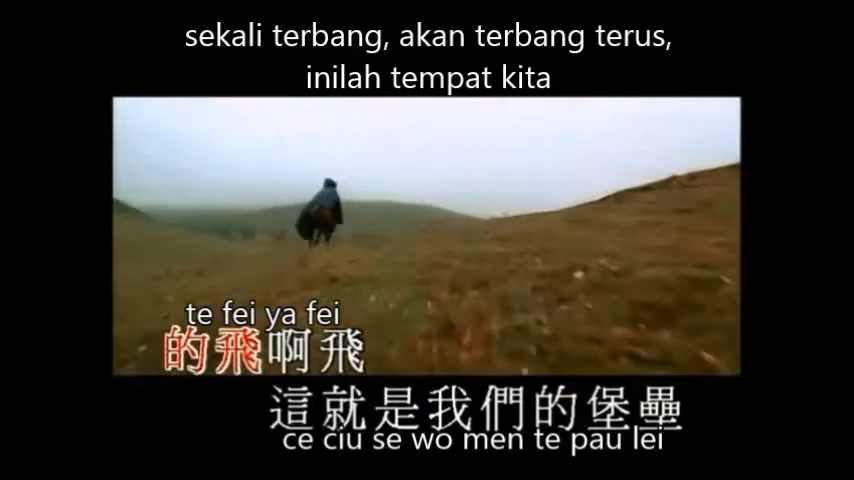 sekali terbang, akan terbang terus,
inilah tempat kita
te fei ya fei
的飛啊飛
這就是我們的堡壘
ce ciu se wo men te pau lei